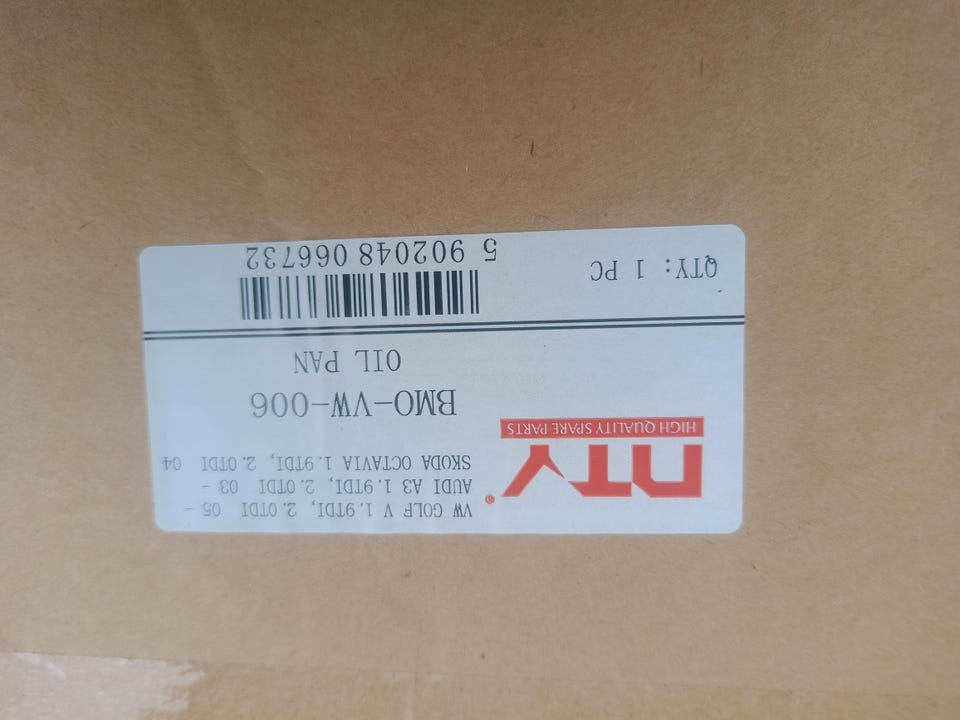 NTY®
HIGH QUALITY SPARE PARTS
VW GOLF V 1.9TDI, 2.0TDI 05-
AUDI A3 1.9TDI, 2.0TDI 03-
SKODA OCTAVIA 1.9TDI, 2.0TDI 04
BMO-VW-006
OIL PAN
QTY: 1 PC
5 902048 066732